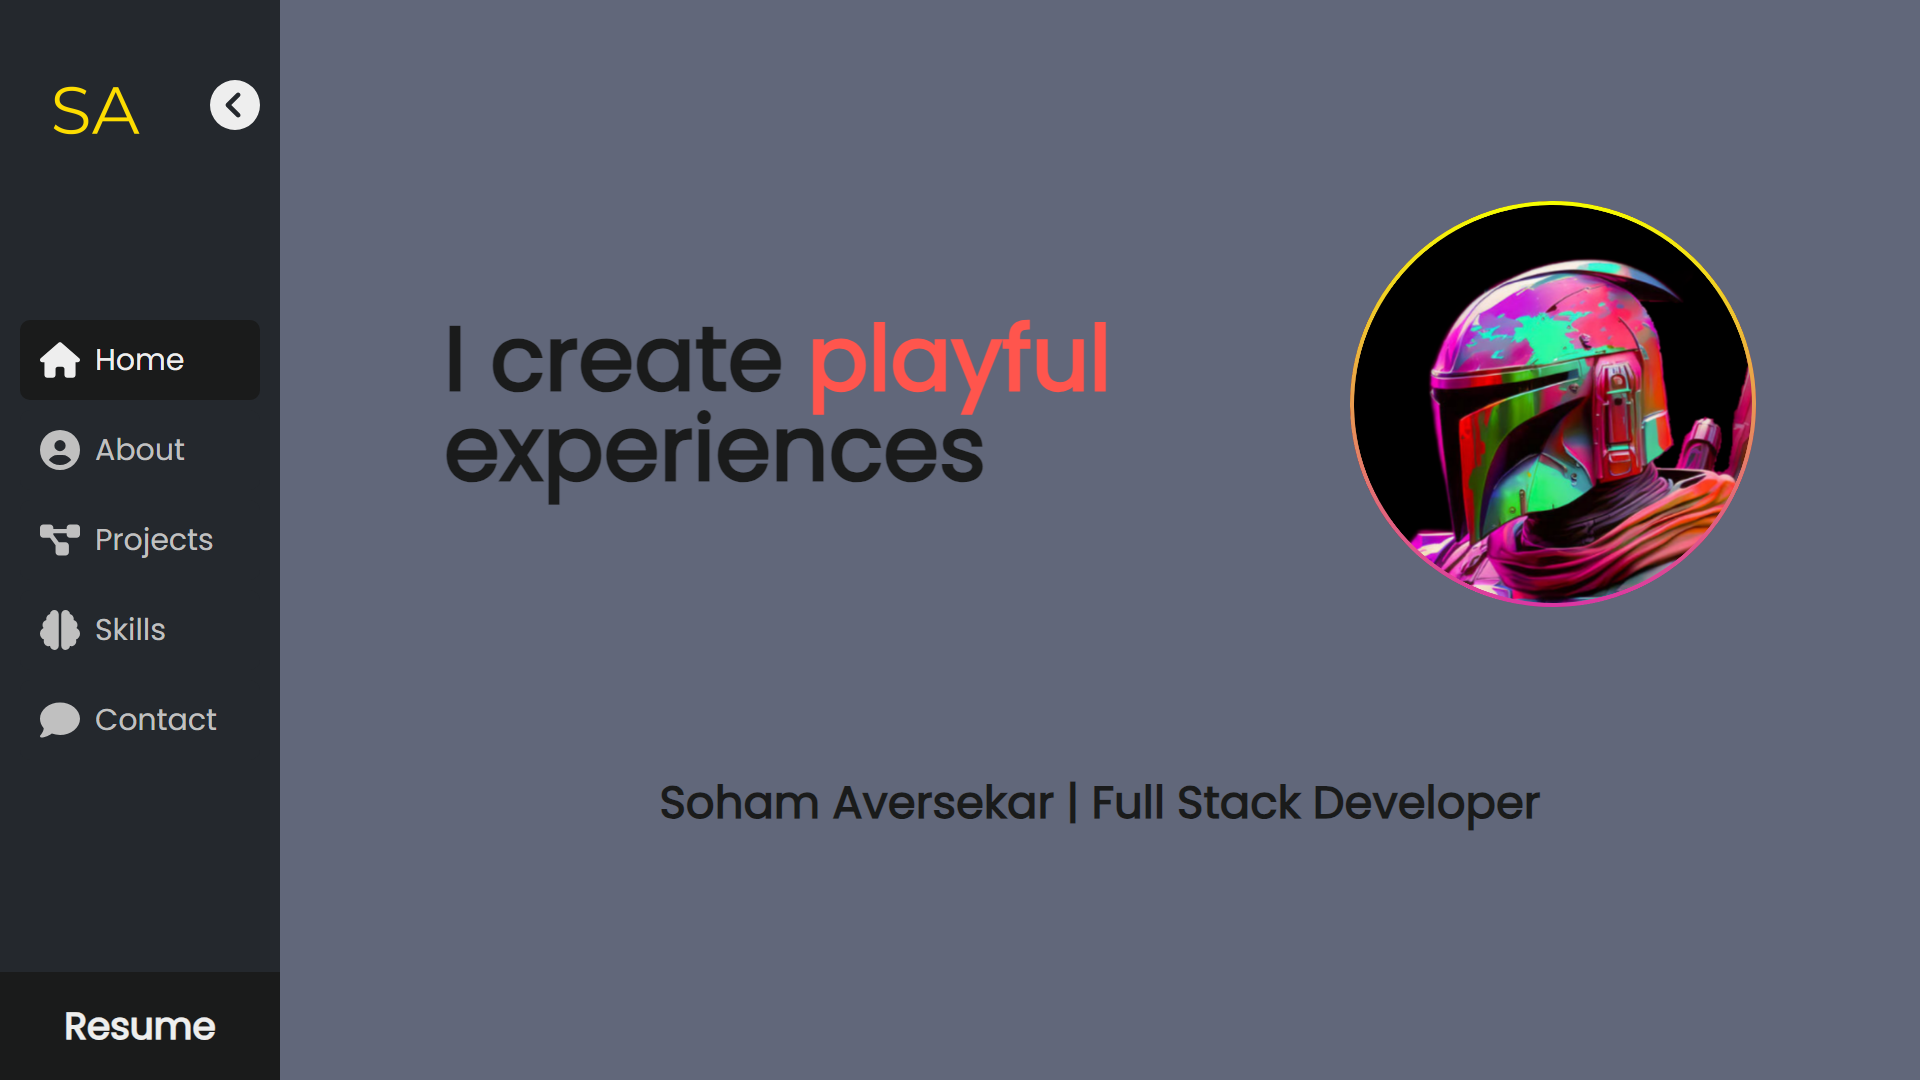 SA
Home
About
Projects
Skills
Contact
Resume
I create playful
experiences
Soham Aversekar | Full Stack Developer